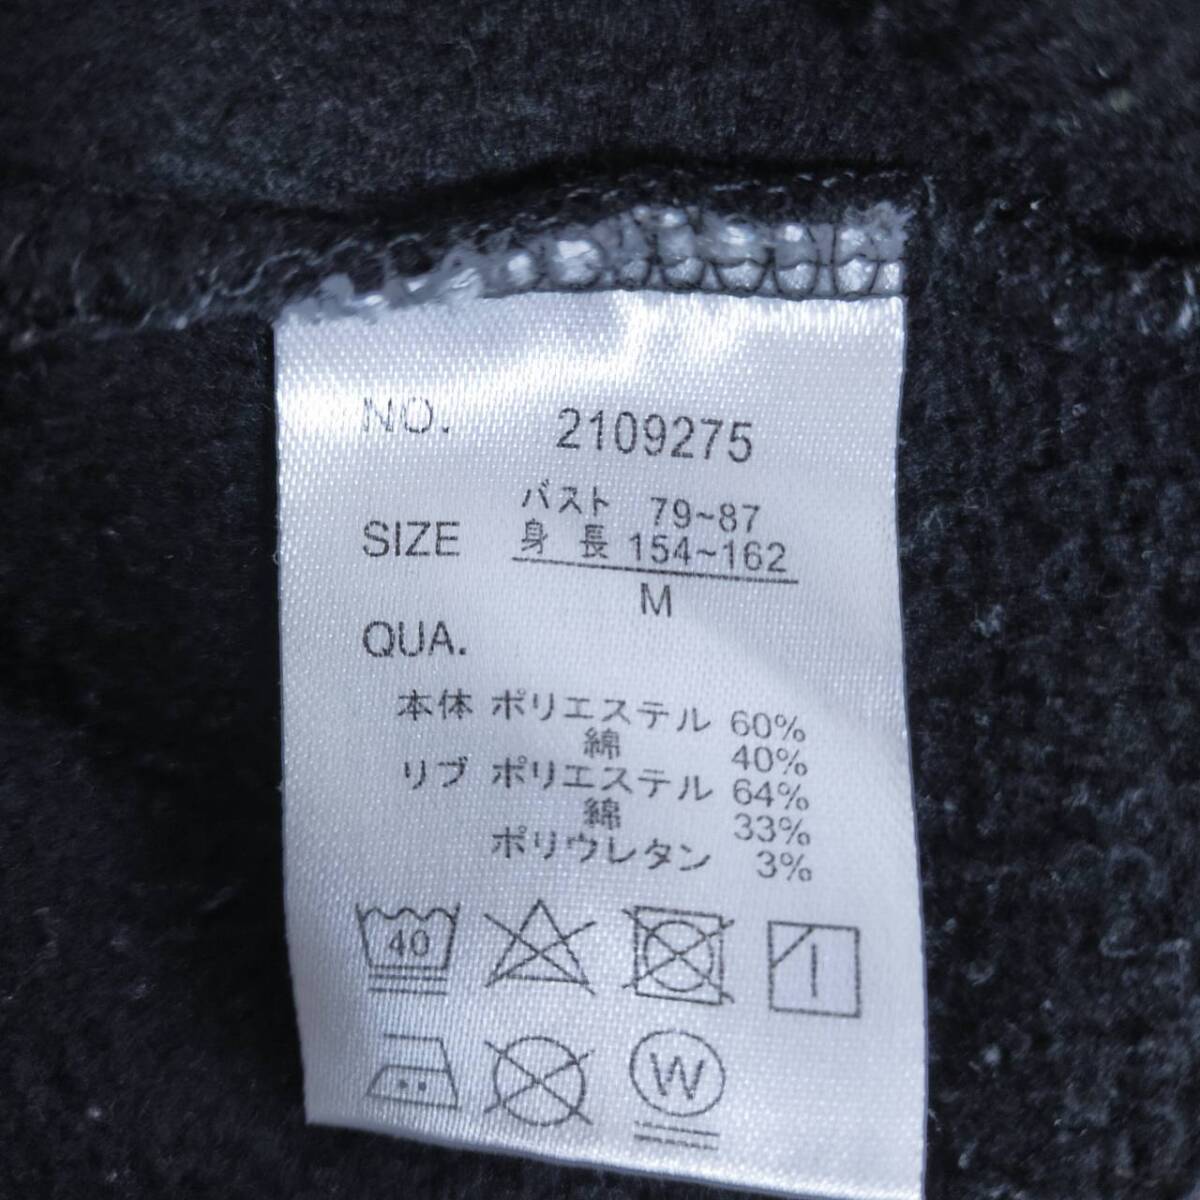 NO. 2109275
バスト 79~87
SIZE 身長 154~162
M
QUA.
本体 ポリエステル 60%
綿 40%
リブ ポリエステル 64%
綿 33%
ポリウレタン 3%
40
W